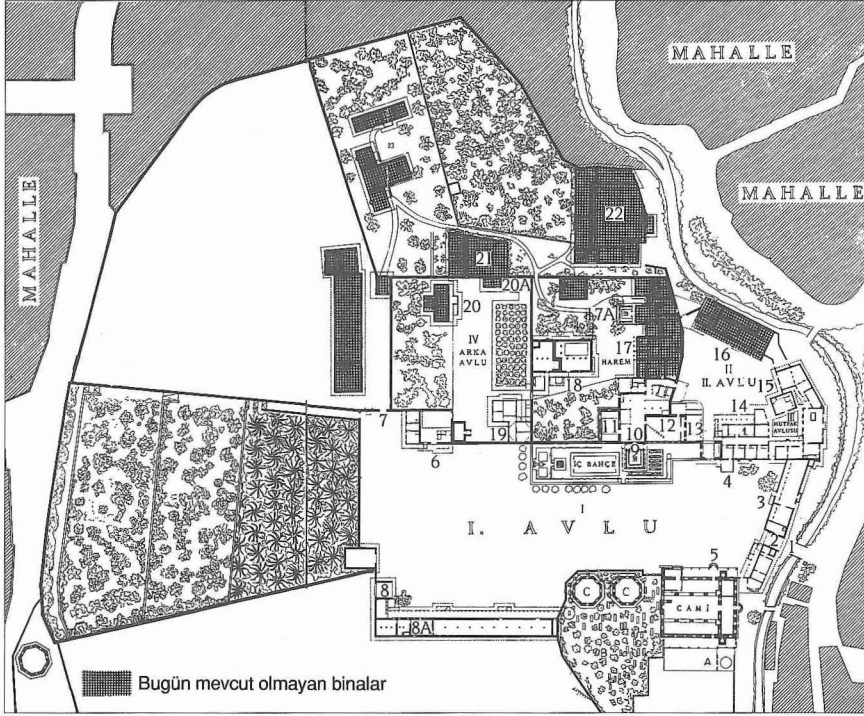 MAHALLE
MAHALLE
MAHALLE
22
21
20A
20
17A
IV
ARKA
AVLU
17
HAREM
16
II
II. AVLU
15
18
14
III
MUTFAK
AVLUSU
7
19
11
10
12
13
6
İÇ BAHÇE
4
3
I
I. AVLU
2
5
C
C
CAMİ
8
8A
A
Bugün mevcut olmayan binalar